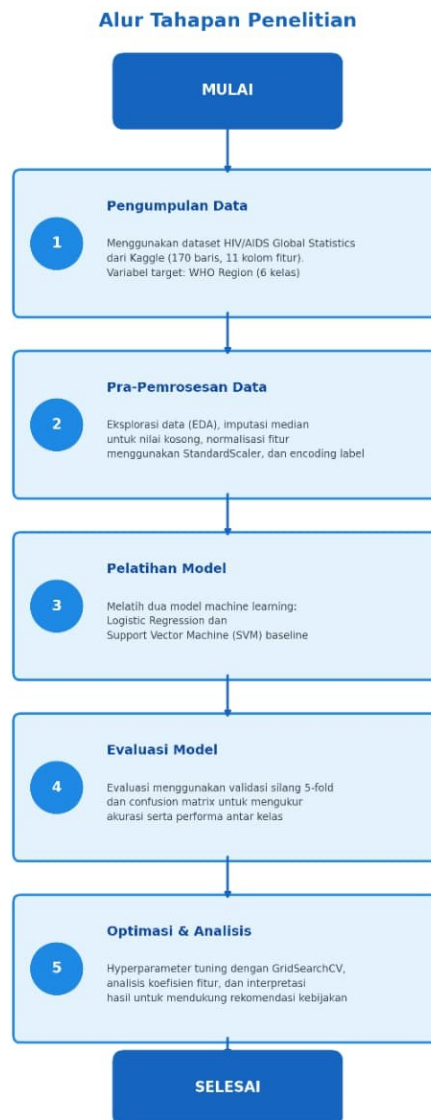 Alur Tahapan Penelitian
MULAI
Pengumpulan Data
1
Menggunakan dataset HIV/AIDS Global Statistics
dari Kaggle (170 baris, 11 kolom fitur).
Variabel target: WHO Region (6 kelas)
Pra-Pemrosesan Data
2
Eksplorasi data (EDA), imputasi median
untuk nilai kosong, normalisasi fitur
menggunakan StandardScaler, dan encoding label
Pelatihan Model
3
Melatih dua model machine learning:
Logistic Regression dan
Support Vector Machine (SVM) baseline
Evaluasi Model
4
Evaluasi menggunakan validasi silang 5-fold
dan confusion matrix untuk mengukur
akurasi serta performa antar kelas
Optimasi & Analisis
5
Hyperparameter tuning dengan GridSearchCV,
analisis koefisien fitur, dan interpretasi
hasil untuk mendukung rekomendasi kebijakan
SELESAI